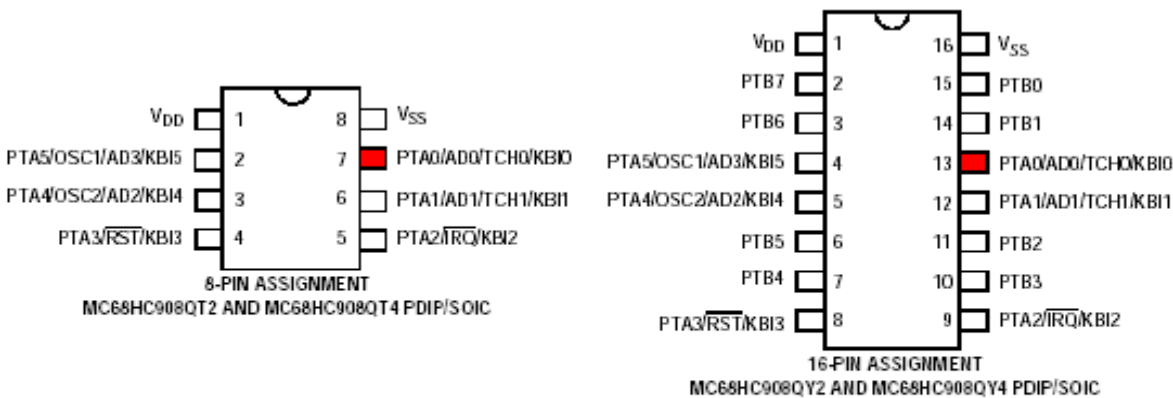 VDD 1 8 VSS
PTA5/OSC1/AD3/KBI5 2 7 PTA0/AD0/TCH0/KBI0
PTA4/OSC2/AD2/KBI4 3 6 PTA1/AD1/TCH1/KBI1
PTA3/RST/KBI3 4 5 PTA2/IRQ/KBI2
8-PIN ASSIGNMENT
MC68HC908QT2 AND MC68HC908QT4 PDIP/SOIC
VDD 1 16 VSS
PTB7 2 15 PTB0
PTB6 3 14 PTB1
PTA5/OSC1/AD3/KBI5 4 13 PTA0/AD0/TCH0/KBI0
PTA4/OSC2/AD2/KBI4 5 12 PTA1/AD1/TCH1/KBI1
PTB5 6 11 PTB2
PTB4 7 10 PTB3
PTA3/RST/KBI3 8 9 PTA2/IRQ/KBI2
16-PIN ASSIGNMENT
MC68HC908QY2 AND MC68HC908QY4 PDIP/SOIC